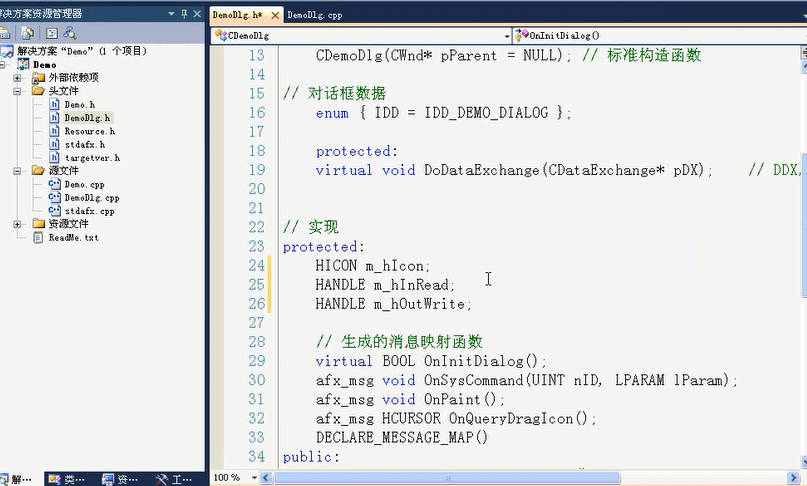 解决方案资源管理器
解决方案 "Demo" (1 个项目)
Demo
外部依赖项
头文件
Demo.h
DemoDlg.h
Resource.h
stdafx.h
targetver.h
源文件
Demo.cpp
DemoDlg.cpp
stdafx.cpp
资源文件
ReadMe.txt
解…
类…
资…
工…
DemoDlg.h*
DemoDlg.cpp
CDemoDlg
OnInitDialog()
13 CDemoDlg(CWnd* pParent = NULL); // 标准构造函数
14
15 // 对话框数据
16 enum { IDD = IDD_DEMO_DIALOG };
17
18 protected:
19 virtual void DoDataExchange(CDataExchange* pDX); // DDX,
20
21
22 // 实现
23 protected:
24 HICON m_hIcon;
25 HANDLE m_hInRead;
26 HANDLE m_hOutWrite;
27
28 // 生成的消息映射函数
29 virtual BOOL OnInitDialog();
30 afx_msg void OnSysCommand(UINT nID, LPARAM lParam);
31 afx_msg void OnPaint();
32 afx_msg HCURSOR OnQueryDragIcon();
33 DECLARE_MESSAGE_MAP()
34 public:
100 %